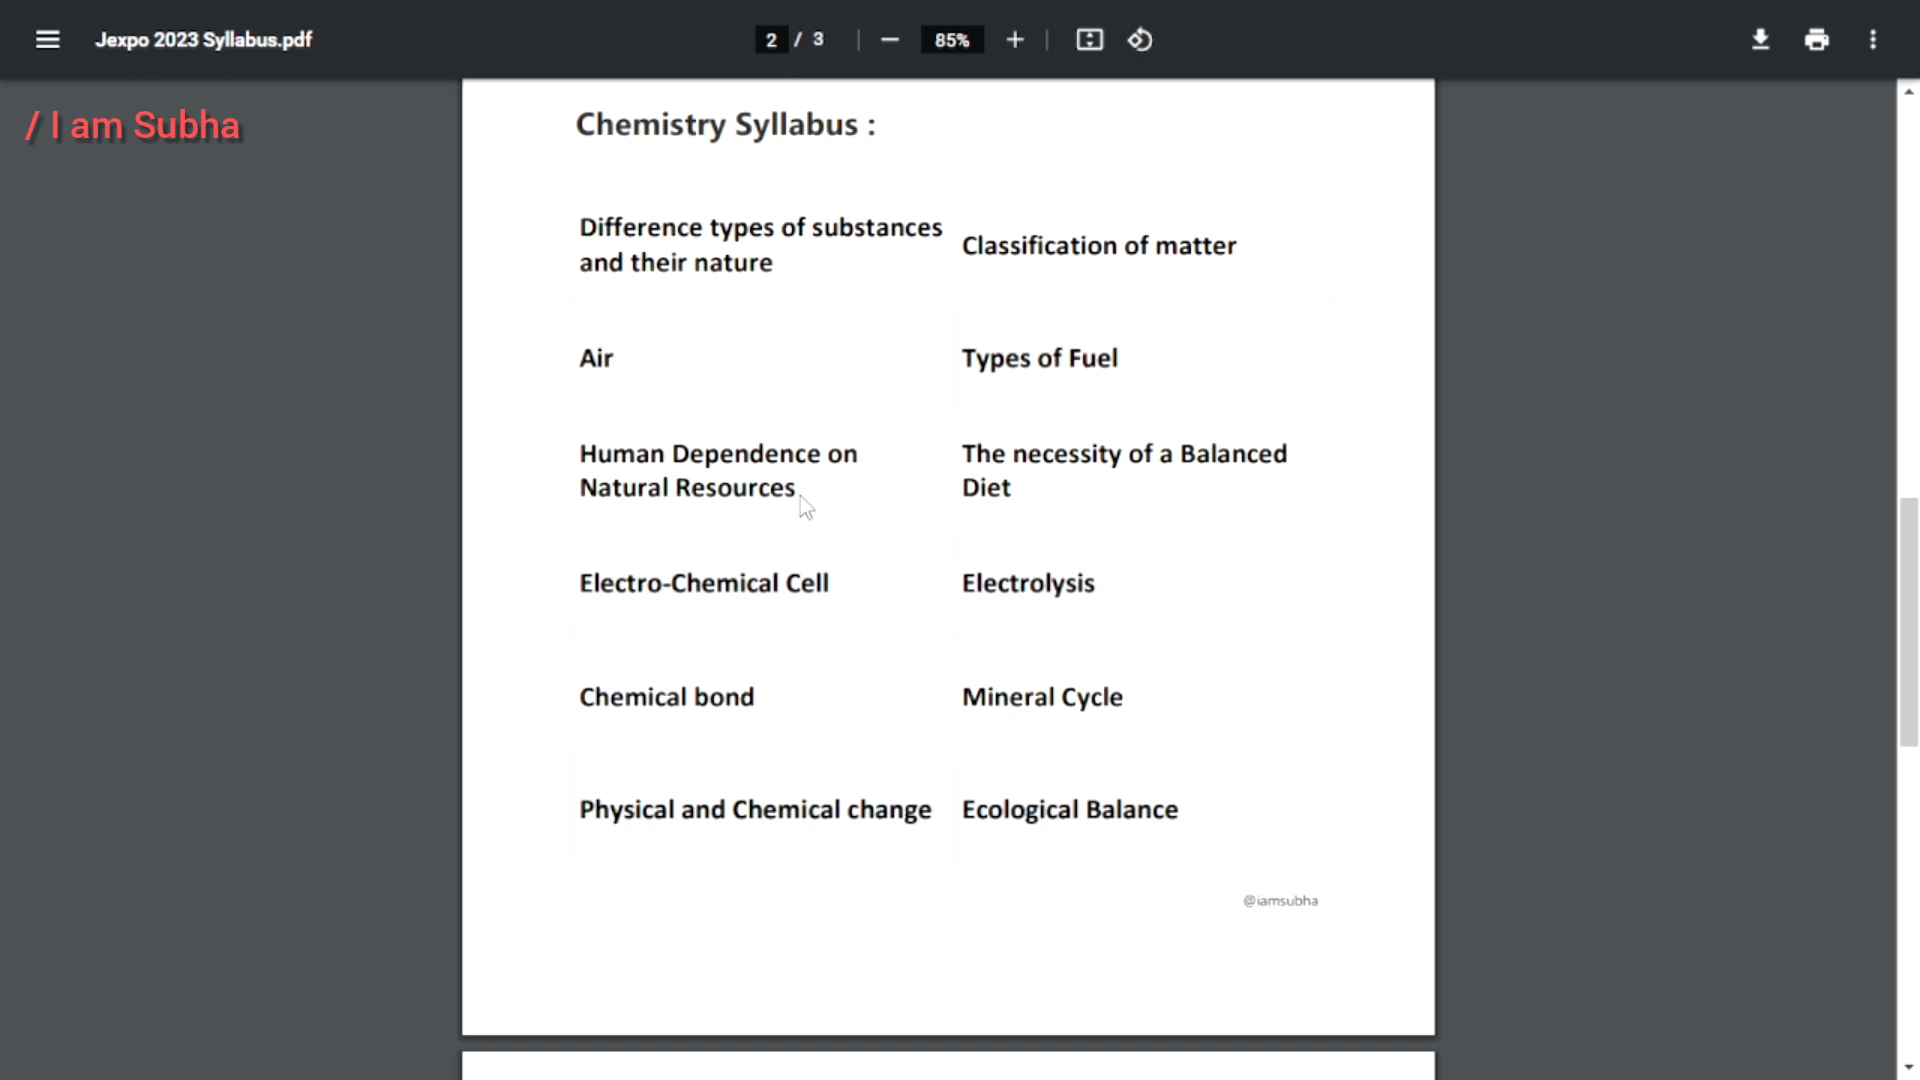 Jexpo 2023 Syllabus.pdf
2 / 3
85%
/ I am Subha
Chemistry Syllabus :
Difference types of substances
and their nature
Classification of matter
Air
Types of Fuel
Human Dependence on
Natural Resources
The necessity of a Balanced
Diet
Electro-Chemical Cell
Electrolysis
Chemical bond
Mineral Cycle
Physical and Chemical change
Ecological Balance
@iamsubha